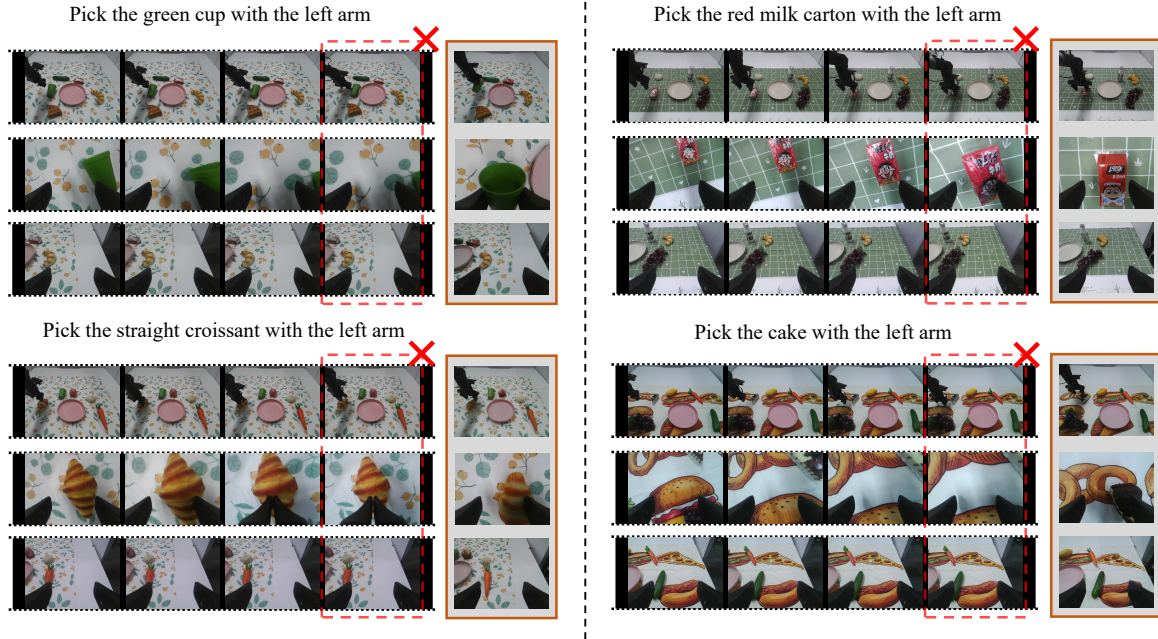 Pick the green cup with the left arm
Pick the red milk carton with the left arm
Pick the straight croissant with the left arm
Pick the cake with the left arm